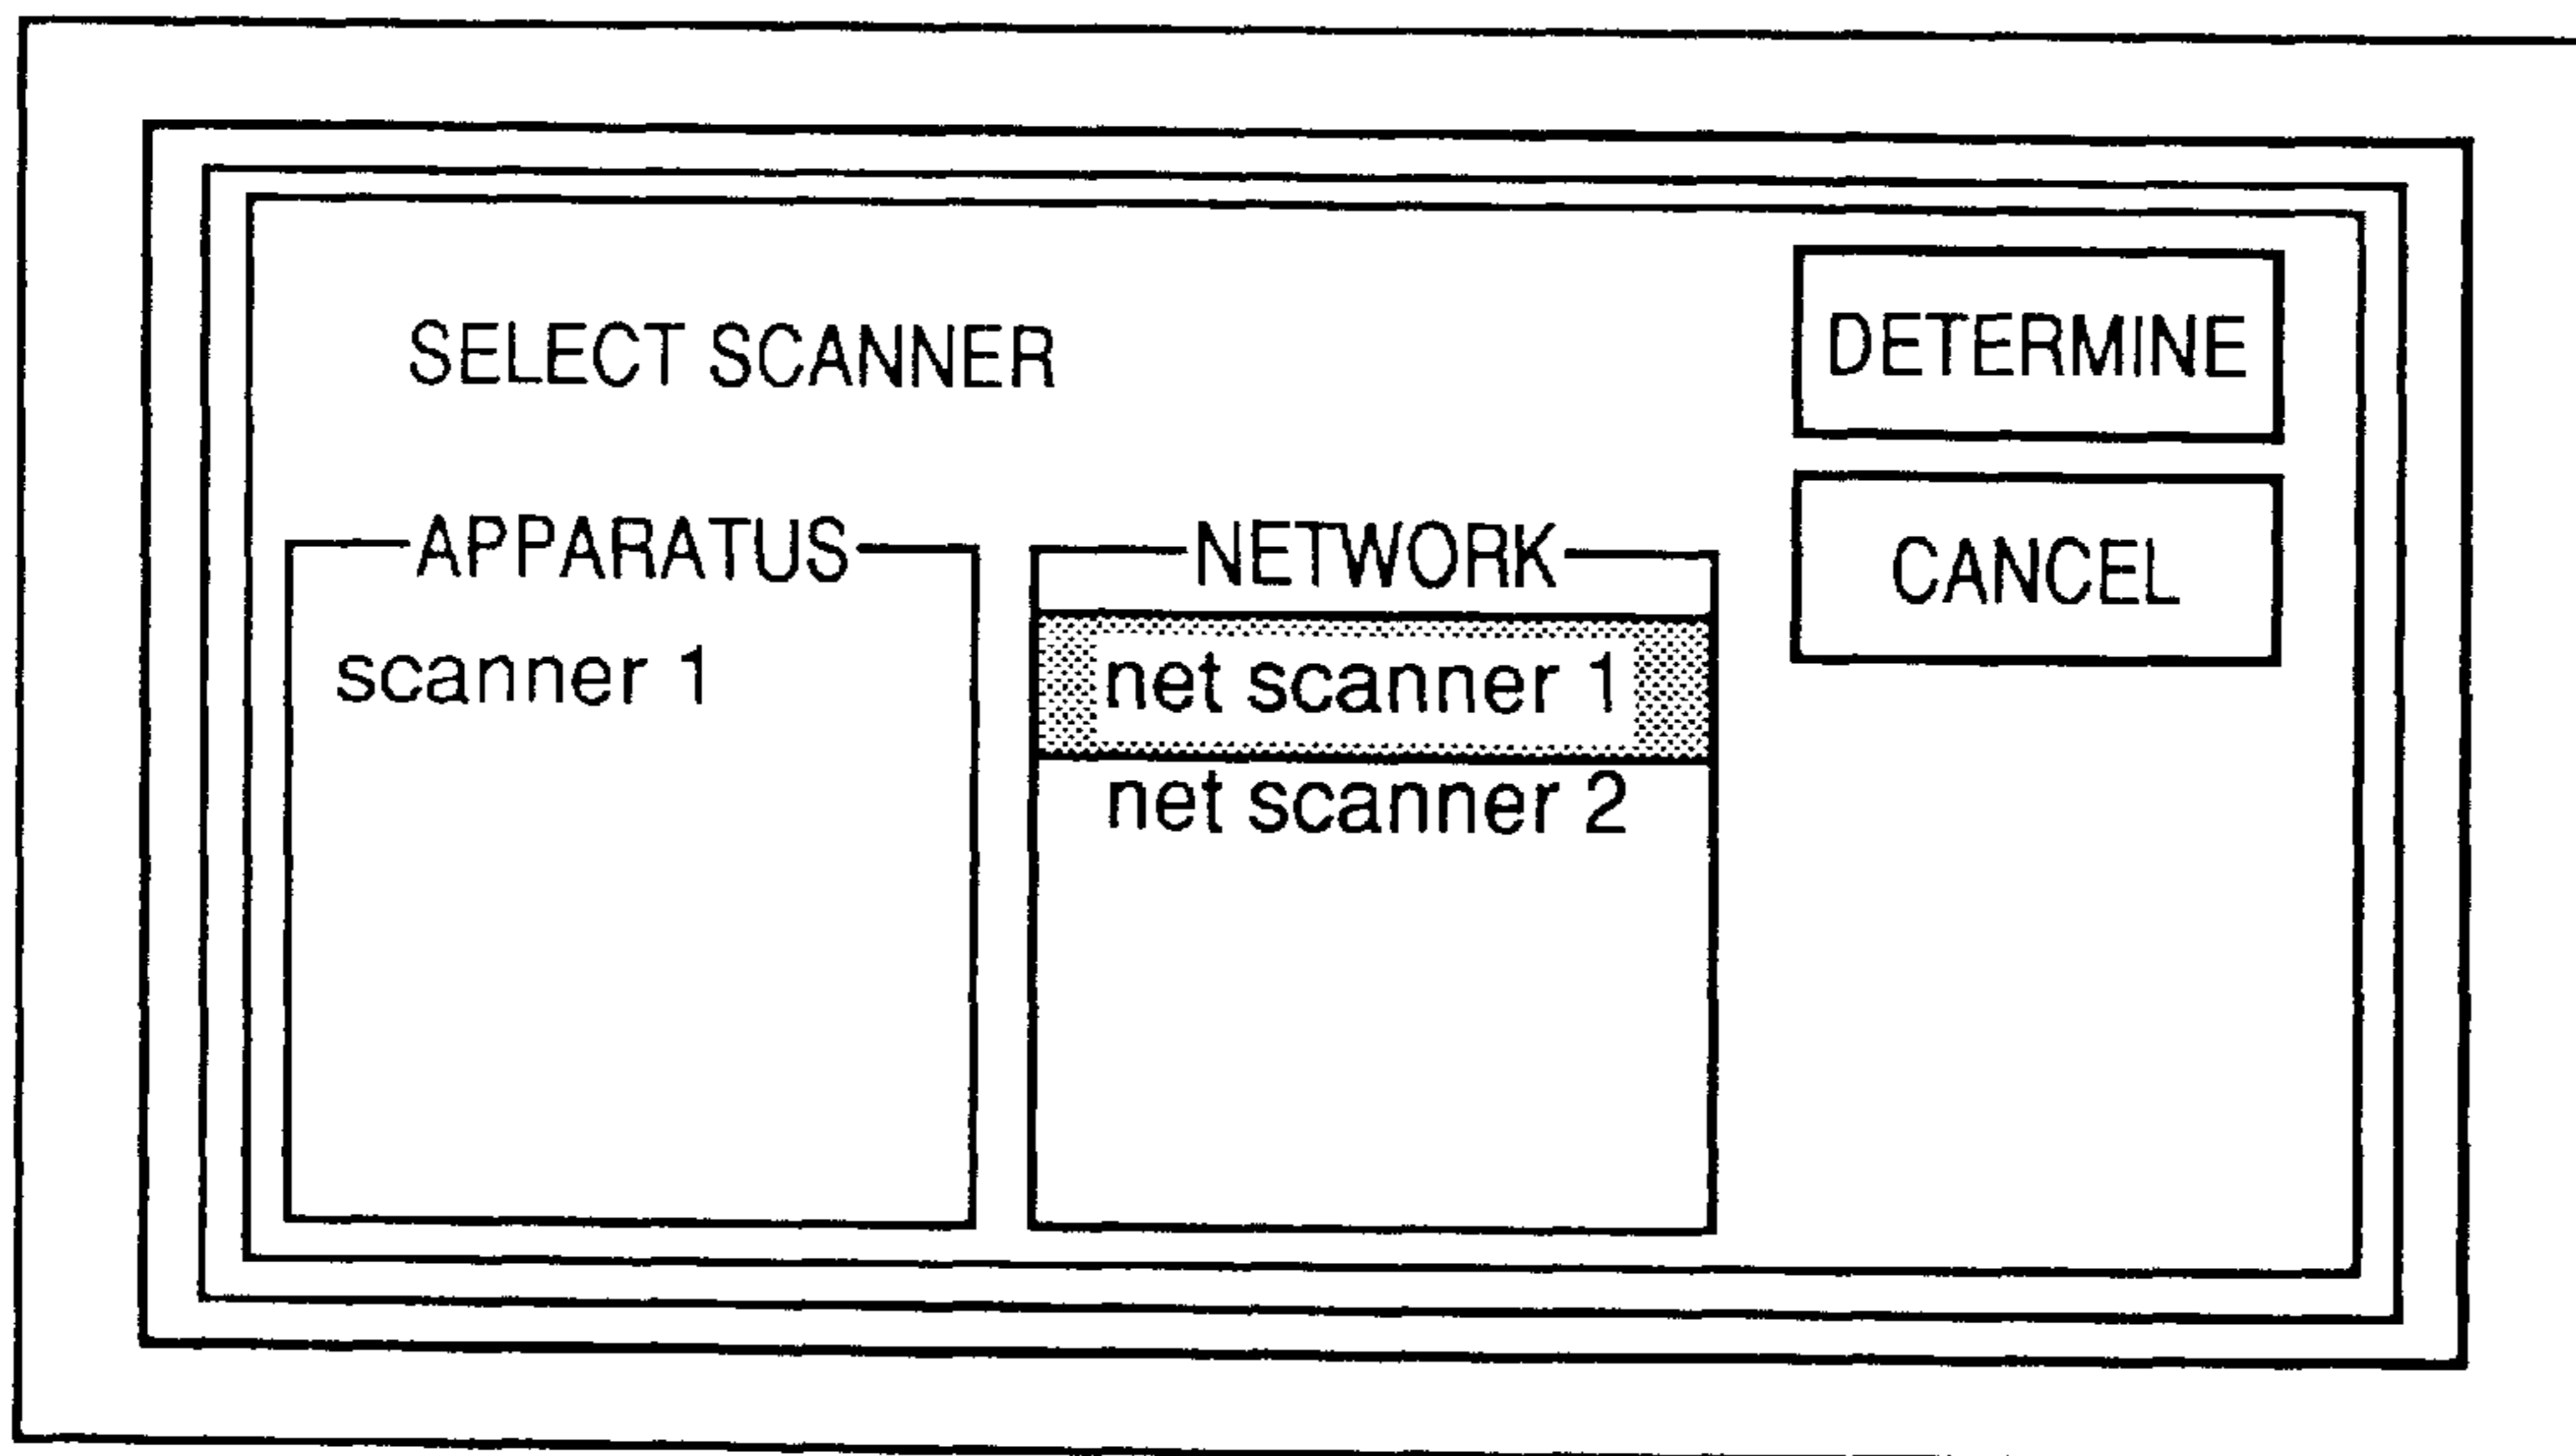 SELECT SCANNER
DETERMINE
CANCEL
APPARATUS
scanner 1
NETWORK
net scanner 1
net scanner 2